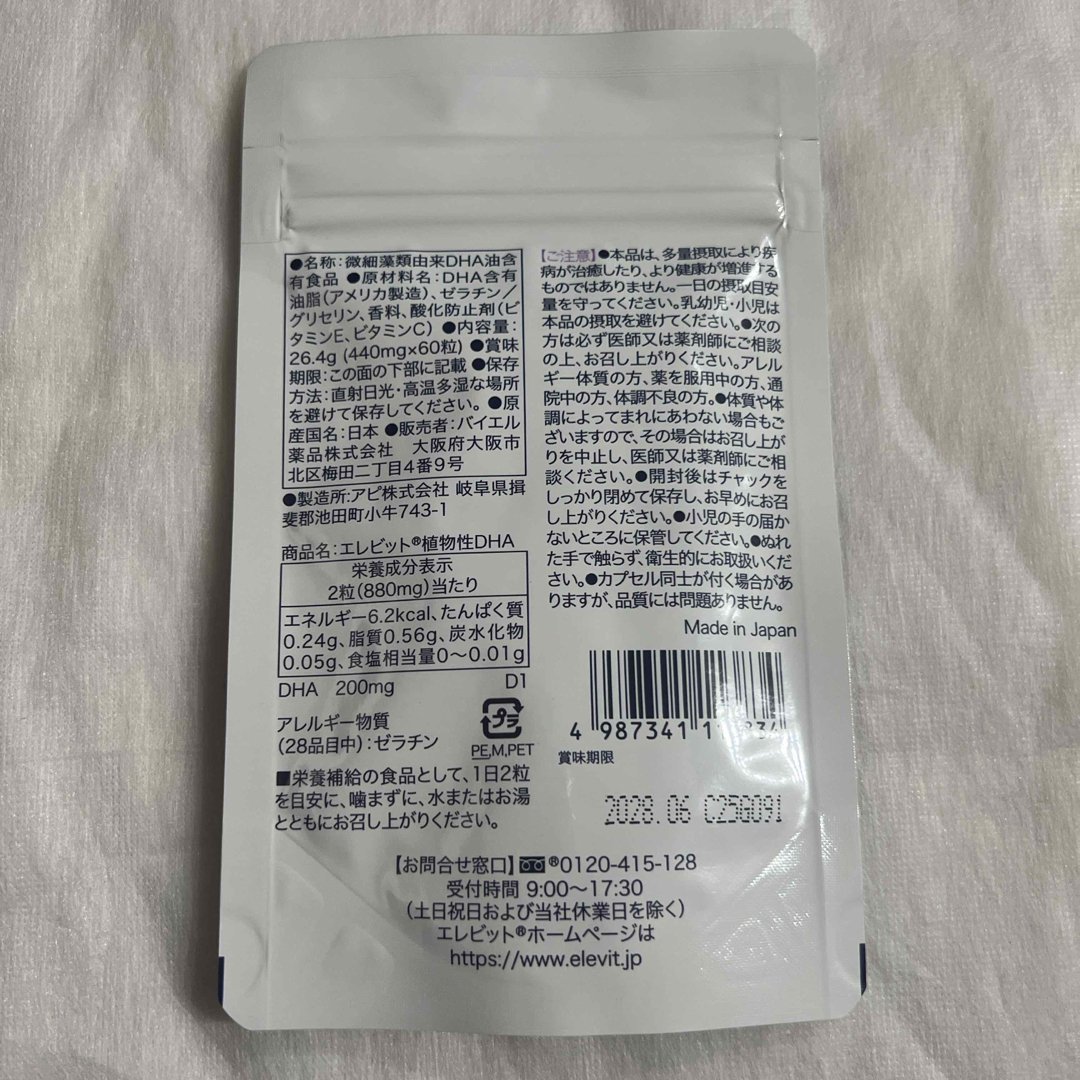 ●名称：微細藻類由来DHA油含
有食品 ●原材料名：DHA含有
油脂（アメリカ製造）、ゼラチン／
グリセリン、香料、酸化防止剤（ビ
タミンE、ビタミンC） ●内容量：
26.4g (440mg×60粒) ●賞味
期限：この面の下部に記載 ●保存
方法：直射日光・高温多湿な場所
を避けて保存してください。 ●原
産国名：日本 ●販売者：バイエル
薬品株式会社 大阪府大阪市
北区梅田二丁目4番9号
●製造所：アピ株式会社 岐阜県揖
斐郡池田町小牛743-1
商品名：エレビット®植物性DHA
栄養成分表示
2粒(880mg)当たり
エネルギー6.2kcal、たんぱく質
0.24g、脂質0.56g、炭水化物
0.05g、食塩相当量0～0.01g
DHA 200mg D1
アレルギー物質
（28品目中）：ゼラチン
プラ
PE,M,PET
■栄養補給の食品として、1日2粒
を目安に、噛まずに、水またはお湯
とともにお召し上がりください。
【ご注意】●本品は、多量摂取により疾
病が治癒したり、より健康が増進する
ものではありません。一日の摂取目安
量を守ってください。乳幼児・小児は
本品の摂取を避けてください。●次の
方は必ず医師又は薬剤師にご相談
の上、お召し上がりください。アレル
ギー体質の方、薬を服用中の方、通
院中の方、体調不良の方。●体質や体
調によってまれにあわない場合もご
ざいますので、その場合はお召し上が
りを中止し、医師又は薬剤師にご相
談ください。●開封後はチャックを
しっかり閉めて保存し、お早めにお召
し上がりください。●小児の手の届か
ないところに保管してください。●ぬれ
た手で触らず、衛生的にお取扱いくだ
さい。●カプセル同士が付く場合があ
りますが、品質には問題ありません。
Made in Japan
4 987341
賞味期限
2028.06 C25G091
【お問合せ窓口】®0120-415-128
受付時間 9:00～17:30
（土日祝日および当社休業日を除く）
エレビット®ホームページは
https://www.elevit.jp